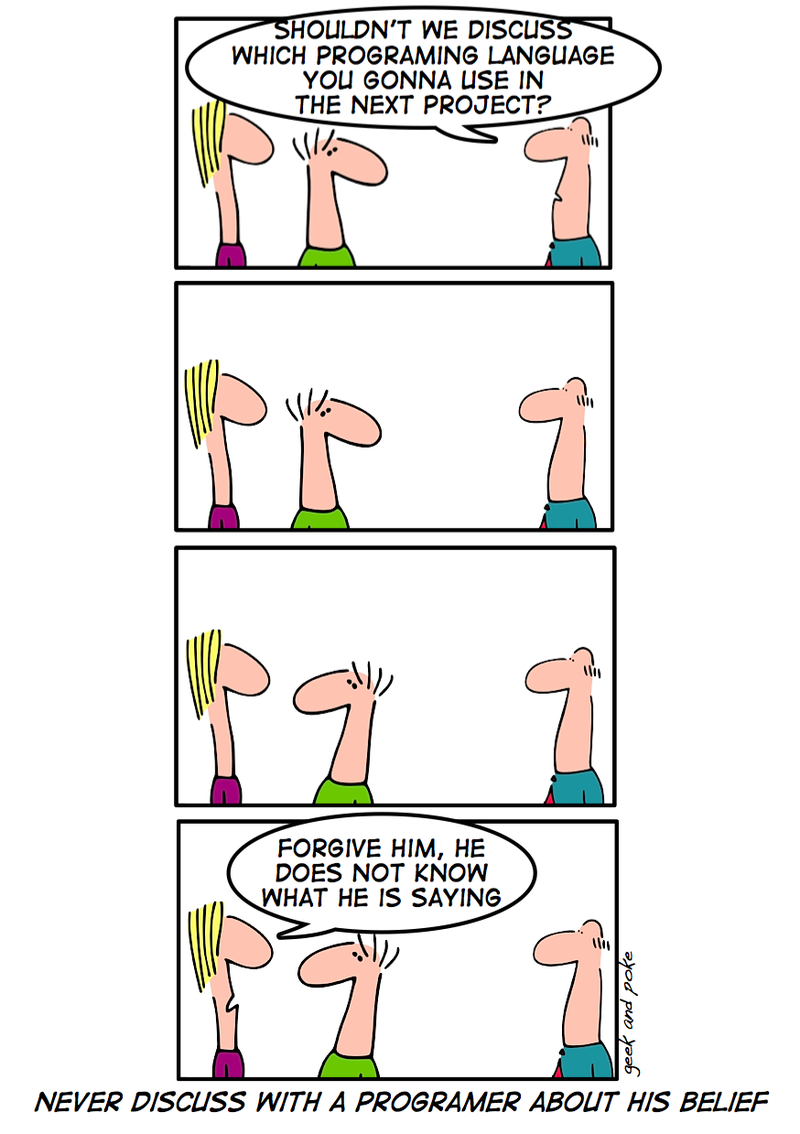 SHOULDN'T WE DISCUSS
WHICH PROGRAMING LANGUAGE
YOU GONNA USE IN
THE NEXT PROJECT?
FORGIVE HIM, HE
DOES NOT KNOW
WHAT HE IS SAYING
geek and poke
NEVER DISCUSS WITH A PROGRAMER ABOUT HIS BELIEF